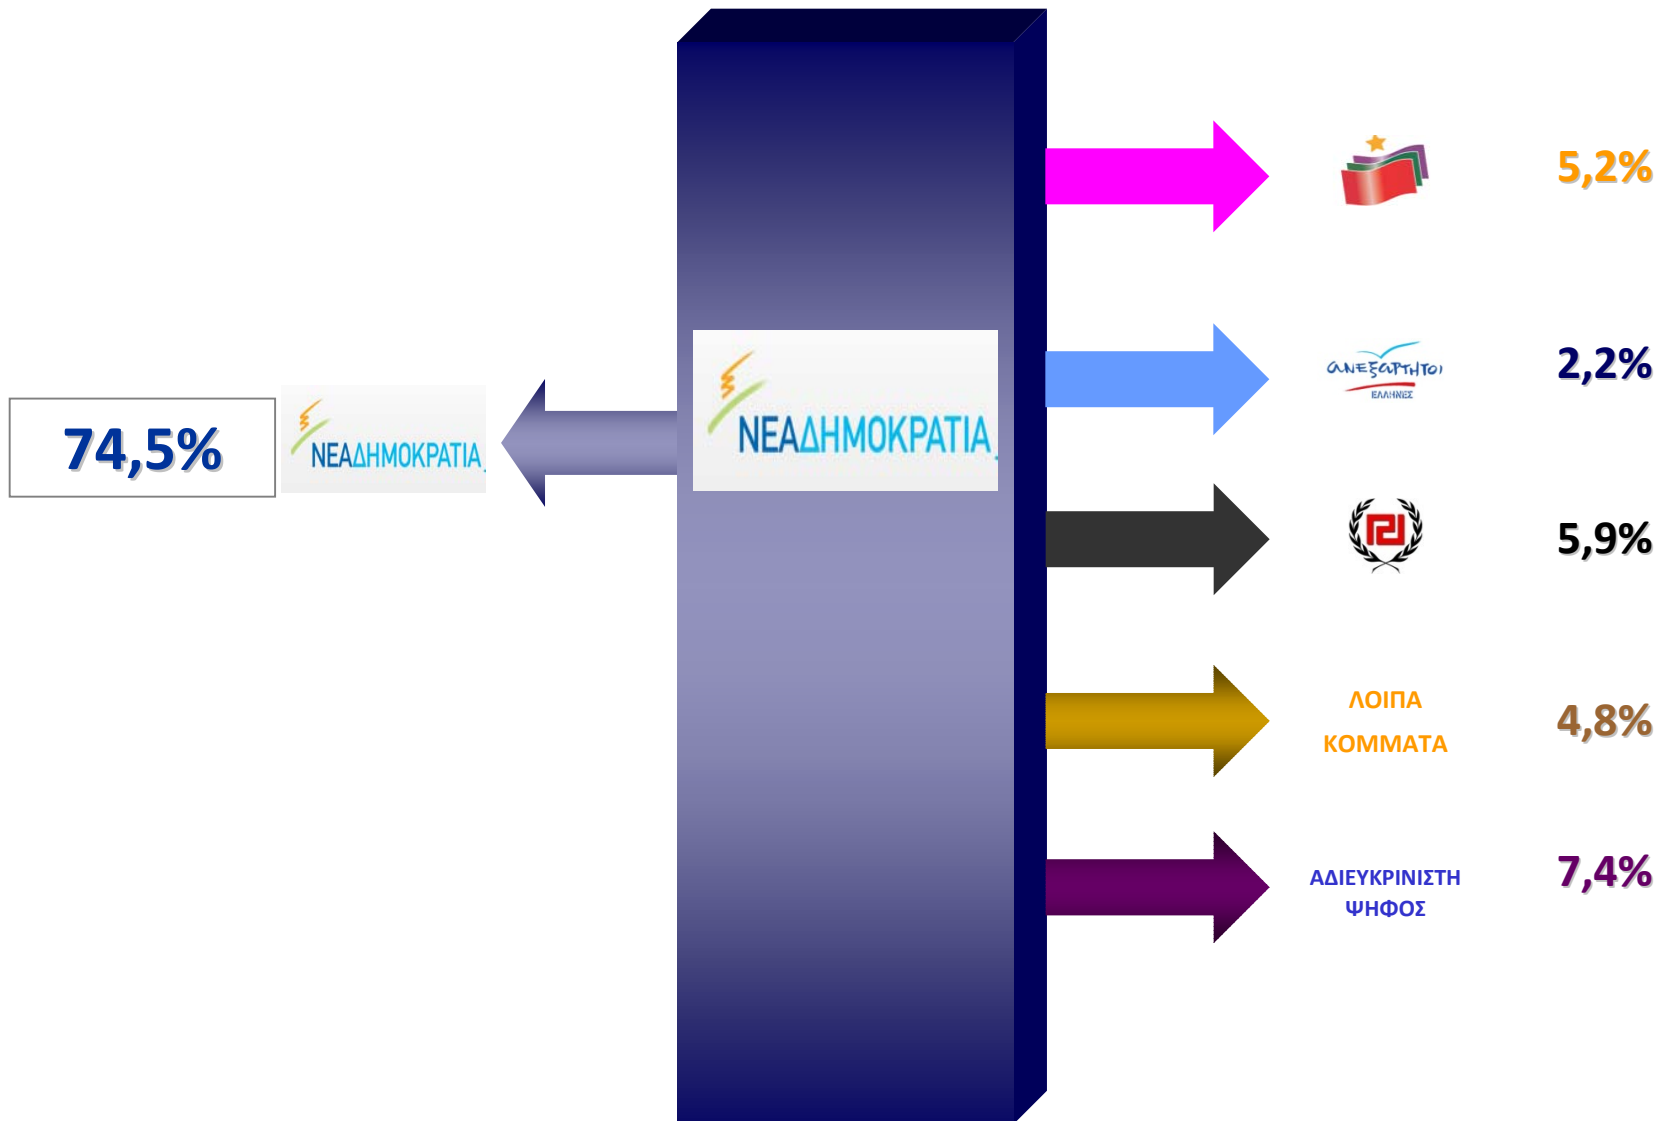 5,2%
ανεξαρτητοι
ΕΛΛΗΝΕΣ
2,2%
ΝΕΑΔΗΜΟΚΡΑΤΙΑ
74,5%
ΝΕΑΔΗΜΟΚΡΑΤΙΑ
5,9%
ΛΟΙΠΑ
ΚΟΜΜΑΤΑ
4,8%
ΑΔΙΕΥΚΡΙΝΙΣΤΗ
ΨΗΦΟΣ
7,4%